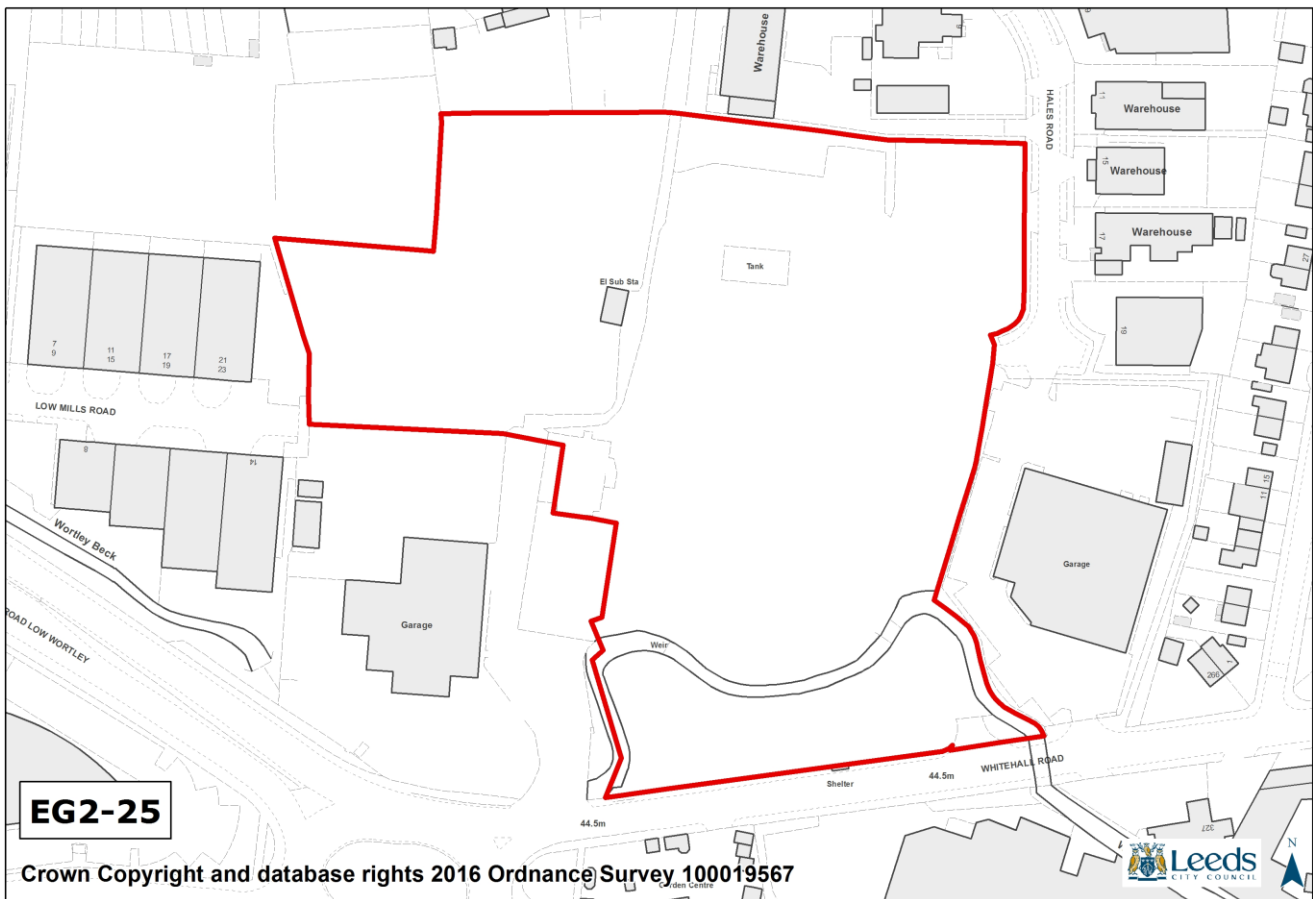 Warehouse
9
HALES ROAD
11
Warehouse
15
Warehouse
17
Warehouse
27
19
Tank
El Sub Sta
7
9
11
15
17
19
21
23
LOW MILLS ROAD
8
14
Wortley Beck
ROAD LOW WORTLEY
Garage
Garage
15
11
1
266
Weir
WHITEHALL ROAD
44.5m
Shelter
44.5m
327
EG2-25
Crown Copyright and database rights 2016 Ordnance Survey 100019567
Leeds
CITY COUNCIL
N